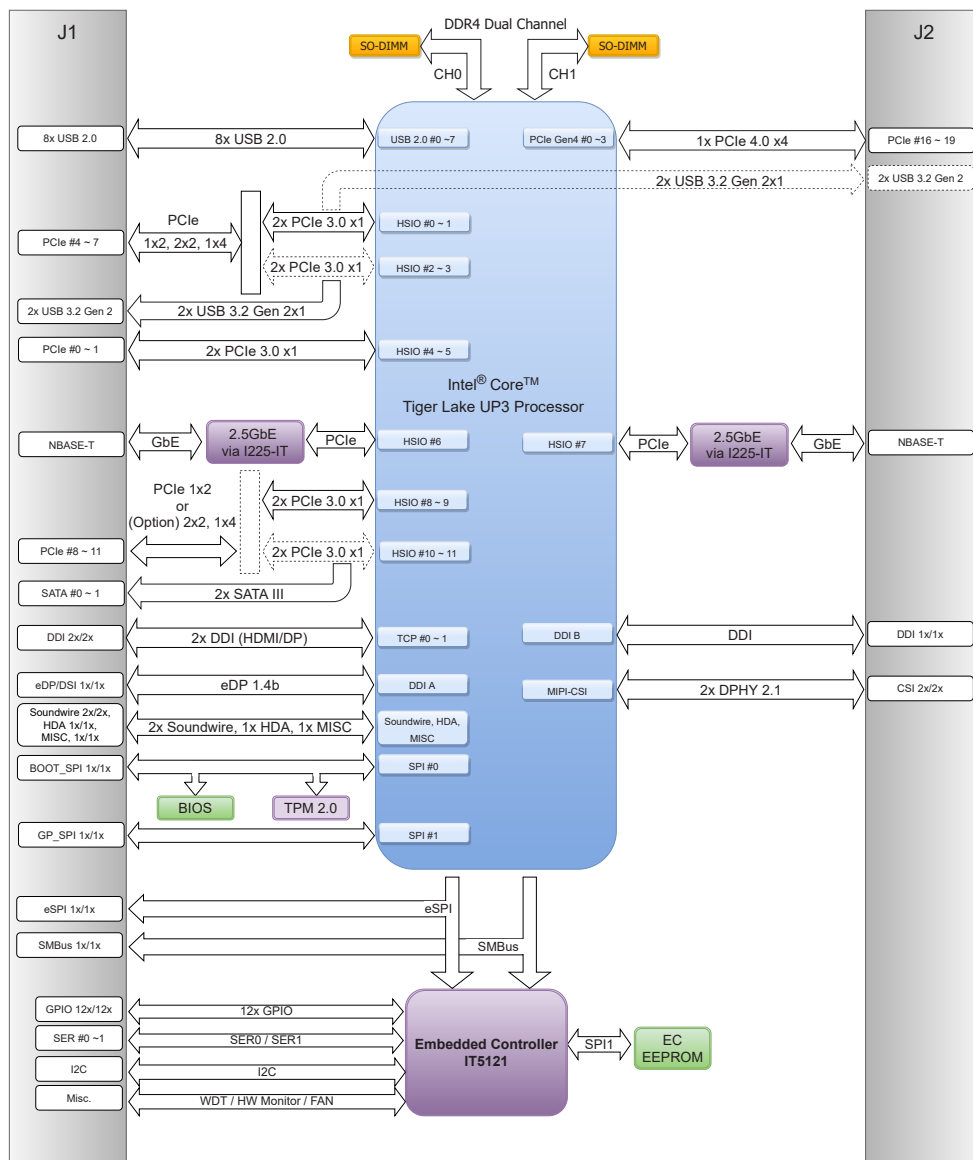 J1
DDR4 Dual Channel
J2
SO-DIMM
SO-DIMM
CH0
CH1
8x USB 2.0
8x USB 2.0
USB 2.0 #0 ~7
PCIe Gen4 #0 ~3
1x PCIe 4.0 x4
PCIe #16 ~ 19
2x USB 3.2 Gen 2x1
2x USB 3.2 Gen 2
PCIe
2x PCIe 3.0 x1
HSIO #0 ~ 1
PCIe #4 ~ 7
1x2, 2x2, 1x4
2x PCIe 3.0 x1
HSIO #2 ~ 3
2x USB 3.2 Gen 2
2x USB 3.2 Gen 2x1
PCIe #0 ~ 1
2x PCIe 3.0 x1
HSIO #4 ~ 5
Intel® Core™
Tiger Lake UP3 Processor
NBASE-T
GbE
2.5GbE
via I225-IT
PCIe
HSIO #6
HSIO #7
PCIe
2.5GbE
via I225-IT
GbE
NBASE-T
PCIe 1x2
or
(Option) 2x2, 1x4
2x PCIe 3.0 x1
HSIO #8 ~ 9
PCIe #8 ~ 11
2x PCIe 3.0 x1
HSIO #10 ~ 11
SATA #0 ~ 1
2x SATA III
DDI 2x/2x
2x DDI (HDMI/DP)
TCP #0 ~ 1
DDI B
DDI
DDI 1x/1x
eDP/DSI 1x/1x
eDP 1.4b
DDI A
MIPI-CSI
2x DPHY 2.1
CSI 2x/2x
Soundwire 2x/2x,
HDA 1x/1x,
MISC, 1x/1x
2x Soundwire, 1x HDA, 1x MISC
Soundwire, HDA,
MISC
BOOT_SPI 1x/1x
SPI #0
BIOS
TPM 2.0
GP_SPI 1x/1x
SPI #1
eSPI 1x/1x
eSPI
SMBus 1x/1x
SMBus
GPIO 12x/12x
12x GPIO
SER #0 ~1
SER0 / SER1
I2C
I2C
Misc.
WDT / HW Monitor / FAN
Embedded Controller
IT5121
SPI1
EC
EEPROM